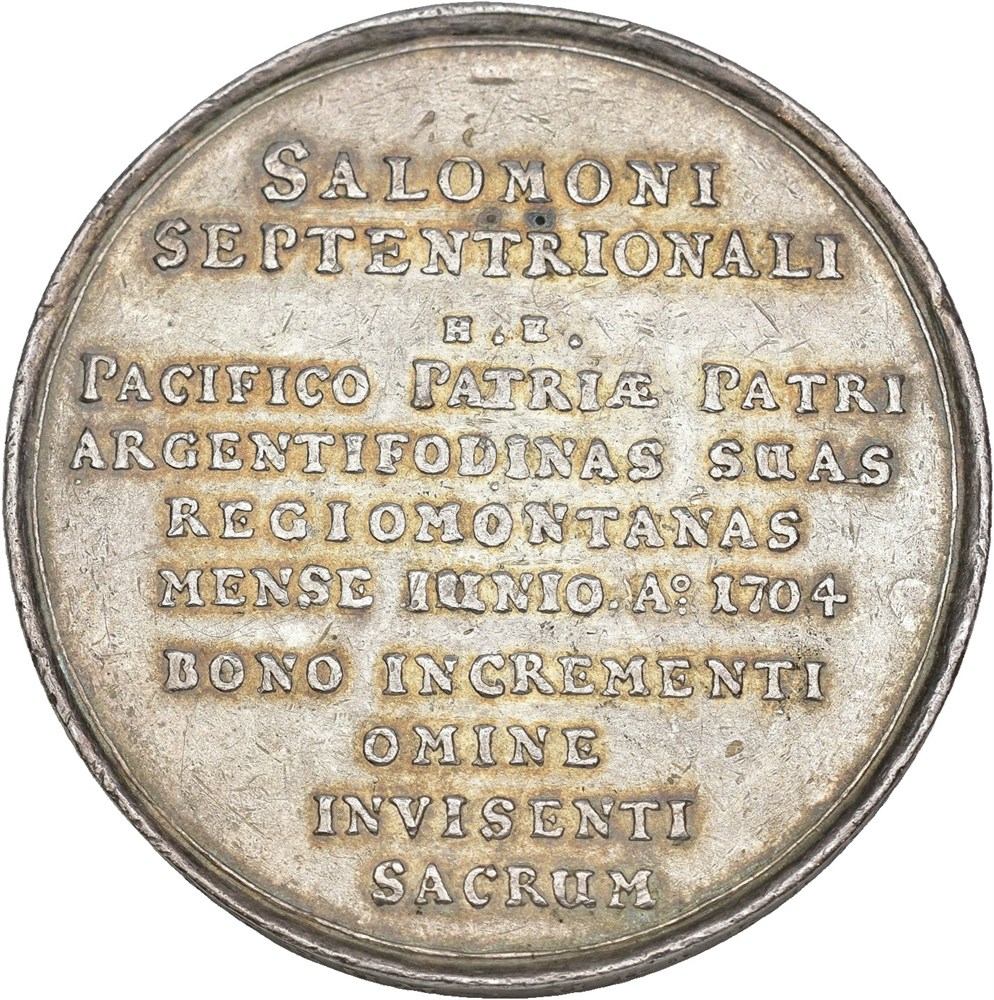 SALOMONI
SEPTENTRIONALI
H.E.
PACIFICO PATRIÆ PATRI
ARGENTIFODINAS SUAS
REGIOMONTANAS
MENSE IUNIO. Aº: 1704
BONO INCREMENTI
OMINE
INVISENTI
SACRUM